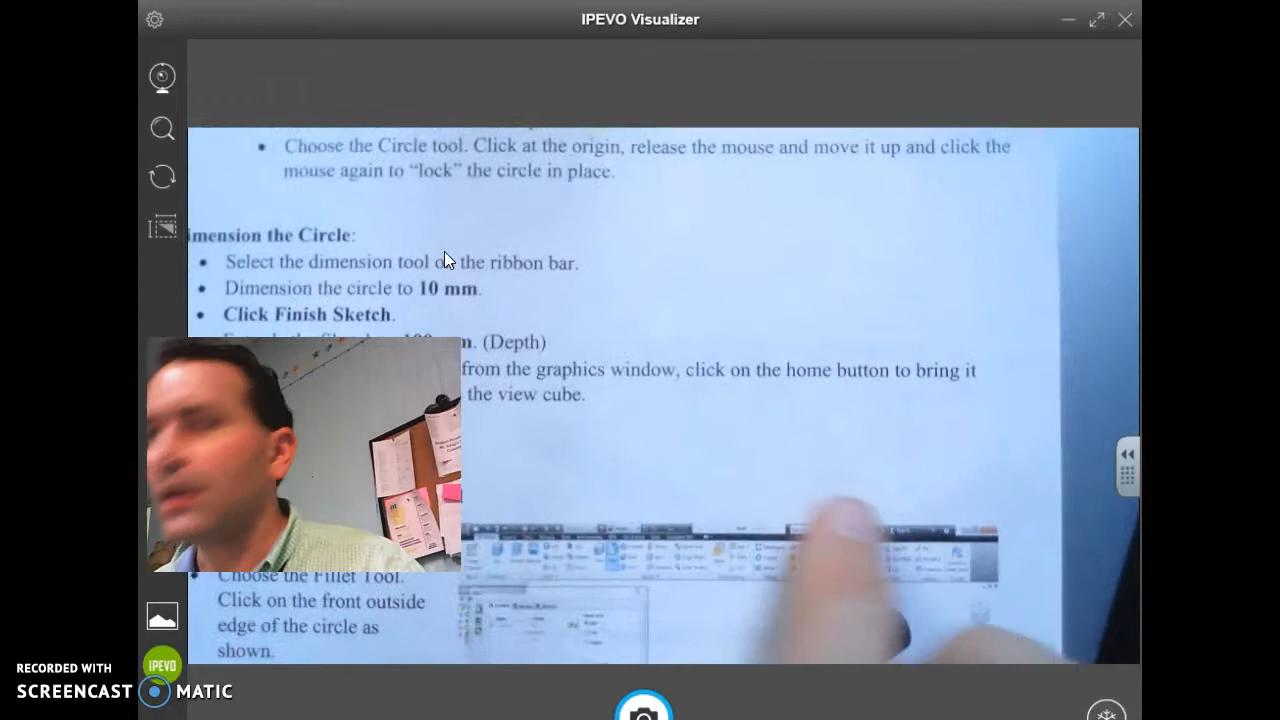 IPEVO Visualizer
Choose the Circle tool. Click at the origin, release the mouse and move it up and click the
mouse again to “lock” the circle in place.
imension the Circle:
Select the dimension tool the ribbon bar.
Dimension the circle to 10 mm.
Click Finish Sketch.
m. (Depth)
from the graphics window, click on the home button to bring it
the view cube.
Choose the Fillet Tool.
Click on the front outside
edge of the circle as
shown.
IPEVO
RECORDED WITH
SCREENCAST MATIC